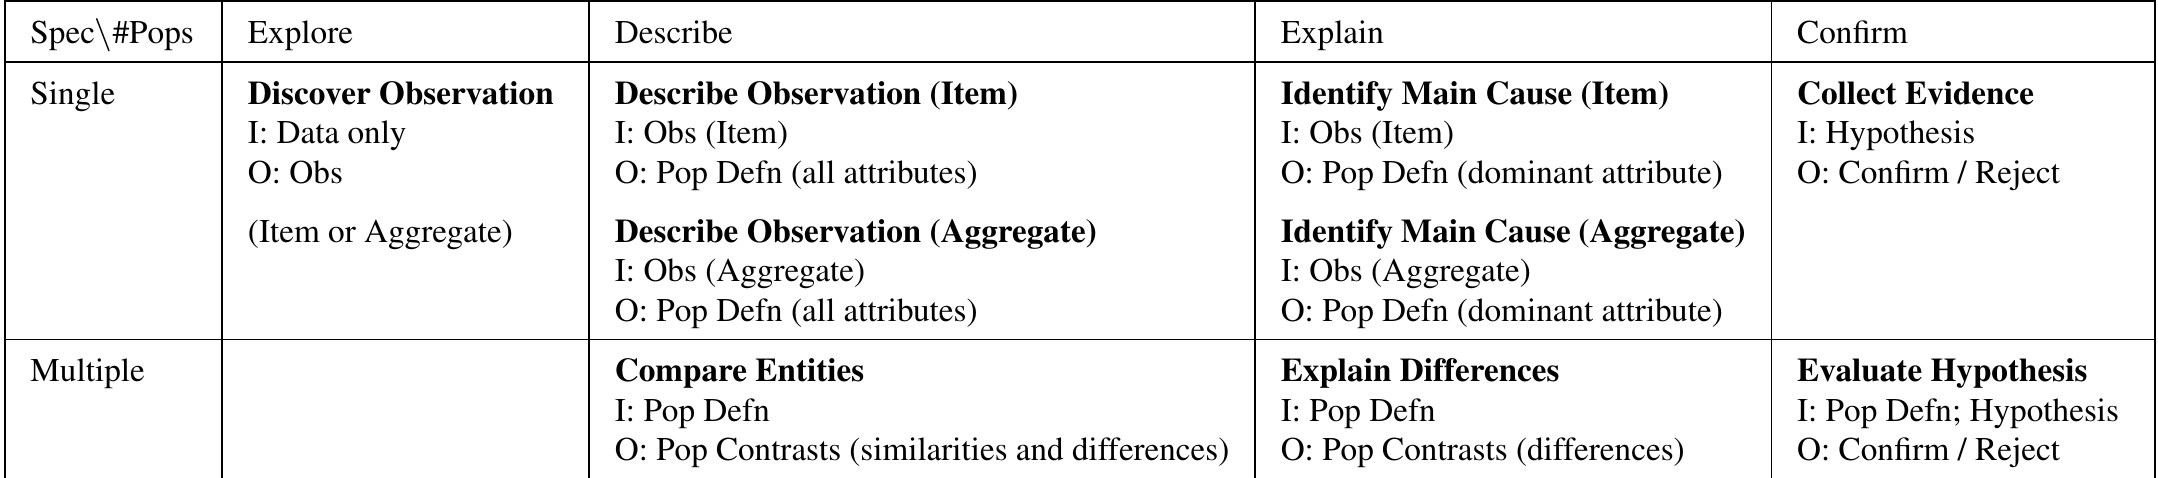 Spec\#Pops
Explore
Describe
Explain
Confirm
Single
Discover Observation
I: Data only
O: Obs
(Item or Aggregate)
Describe Observation (Item)
I: Obs (Item)
O: Pop Defn (all attributes)
Describe Observation (Aggregate)
I: Obs (Aggregate)
O: Pop Defn (all attributes)
Identify Main Cause (Item)
I: Obs (Item)
O: Pop Defn (dominant attribute)
Identify Main Cause (Aggregate)
I: Obs (Aggregate)
O: Pop Defn (dominant attribute)
Collect Evidence
I: Hypothesis
O: Confirm / Reject
Multiple
Compare Entities
I: Pop Defn
O: Pop Contrasts (similarities and differences)
Explain Differences
I: Pop Defn
O: Pop Contrasts (differences)
Evaluate Hypothesis
I: Pop Defn; Hypothesis
O: Confirm / Reject